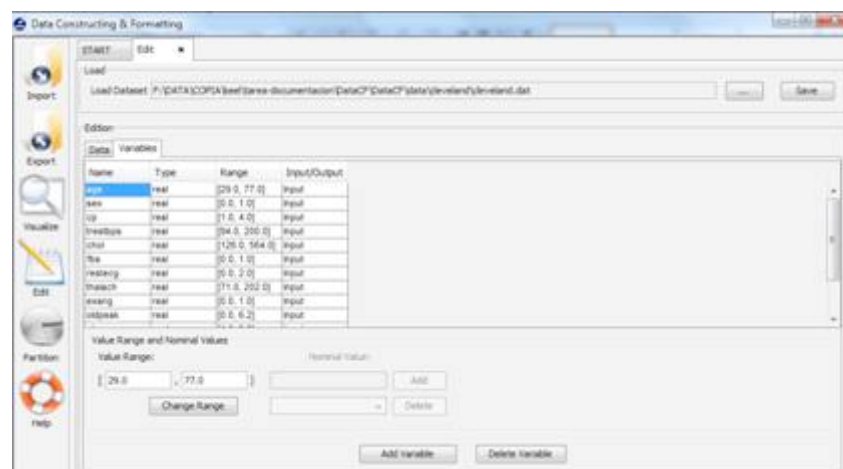 Data Constructing & Formatting
START Edit
Load
Load Dataset
... Save
Edition
Data Variables
Name Type Range Input/Output
age real [29.0, 77.0] Input
sex real [0.0, 1.0] Input
cp real [1.0, 4.0] Input
trestbps real [94.0, 200.0] Input
chol real [126.0, 564.0] Input
fbs real [0.0, 1.0] Input
restecg real [0.0, 2.0] Input
thalach real [71.0, 202.0] Input
exang real [0.0, 1.0] Input
oldpeak real [0.0, 6.2] Input
Value Range and Nominal Values
Value Range: Nominal Value:
[ 29.0 , 77.0 ] Add
Change Range Delete
Add Variable Delete Variable
Import
Export
Visualize
Edit
Partition
Help